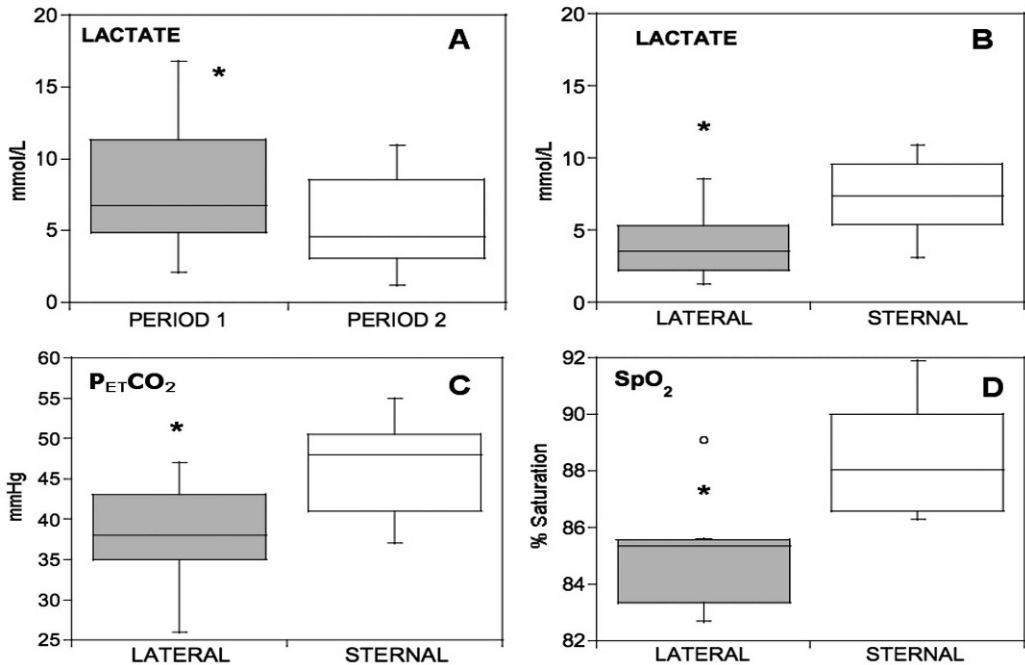 20
LACTATE
A
*
15
10
5
0
mmol/L
PERIOD 1
PERIOD 2
20
LACTATE
B
15
*
10
5
0
mmol/L
LATERAL
STERNAL
60
P_ETCO₂
C
55
*
50
45
40
35
30
25
mmHg
LATERAL
STERNAL
92
SpO₂
D
90
88
*
86
84
82
% Saturation
LATERAL
STERNAL